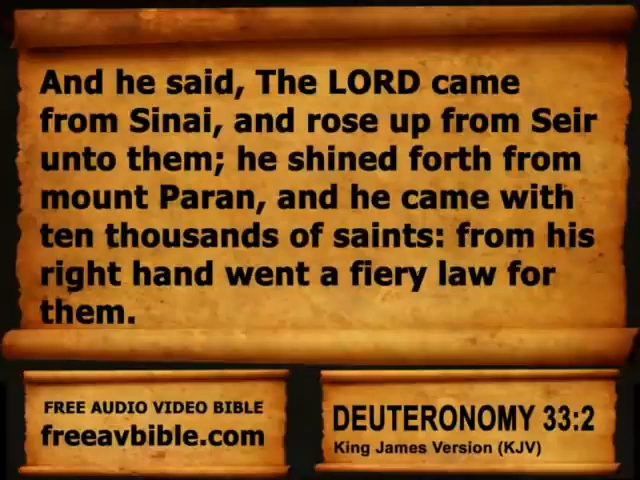 And he said, The LORD came
from Sinai, and rose up from Seir
unto them; he shined forth from
mount Paran, and he came with
ten thousands of saints: from his
right hand went a fiery law for
them.
FREE AUDIO VIDEO BIBLE
freeavbible.com
DEUTERONOMY 33:2
King James Version (KJV)